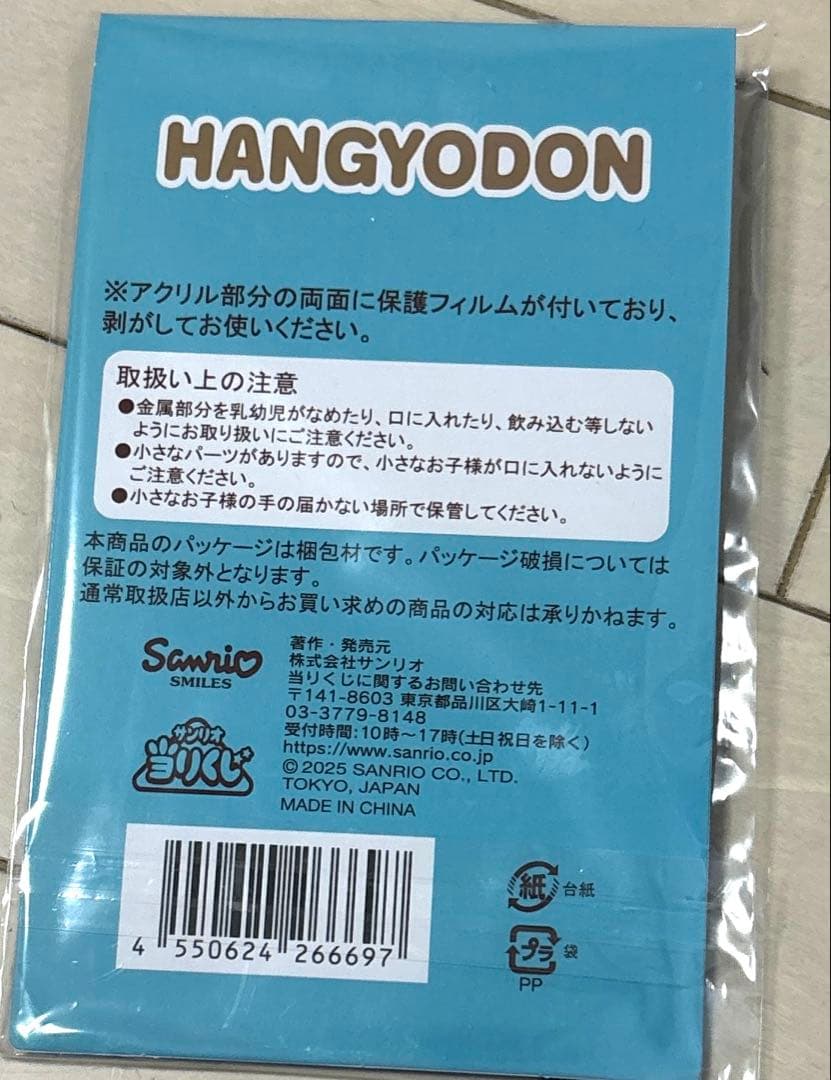 HANGYODON
※アクリル部分の両面に保護フィルムが付いており、
剥がしてお使いください。
取扱い上の注意
●金属部分を乳幼児がなめたり、口に入れたり、飲み込む等しない
ようにお取り扱いにご注意ください。
●小さなパーツがありますので、小さなお子様が口に入れないように
ご注意ください。
●小さなお子様の手の届かない場所で保管してください。
本商品のパッケージは梱包材です。パッケージ破損については
保証の対象外となります。
通常取扱店以外からお買い求めの商品の対応は承りかねます。
Sanrio
SMILES
サンリオ
当りくじ
著作・発売元
株式会社サンリオ
当りくじに関するお問い合わせ先
〒141-8603 東京都品川区大崎1-11-1
03-3779-8148
受付時間:10時～17時(土日祝日を除く)
https://www.sanrio.co.jp
©2025 SANRIO CO., LTD.
TOKYO, JAPAN
MADE IN CHINA
4 550624 266697
紙 台紙
プラ 袋
PP